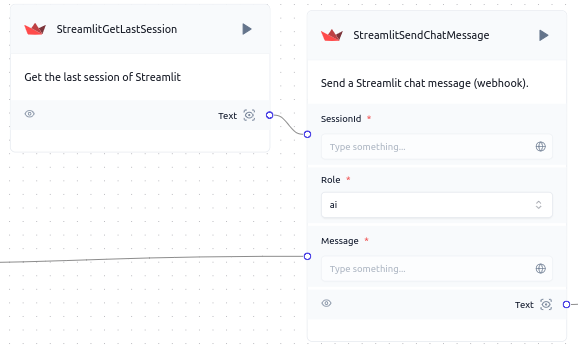 StreamlitGetLastSession
Get the last session of Streamlit
Text
StreamlitSendChatMessage
Send a Streamlit chat message (webhook).
SessionId *
Type something...
Role *
ai
Message *
Type something...
Text